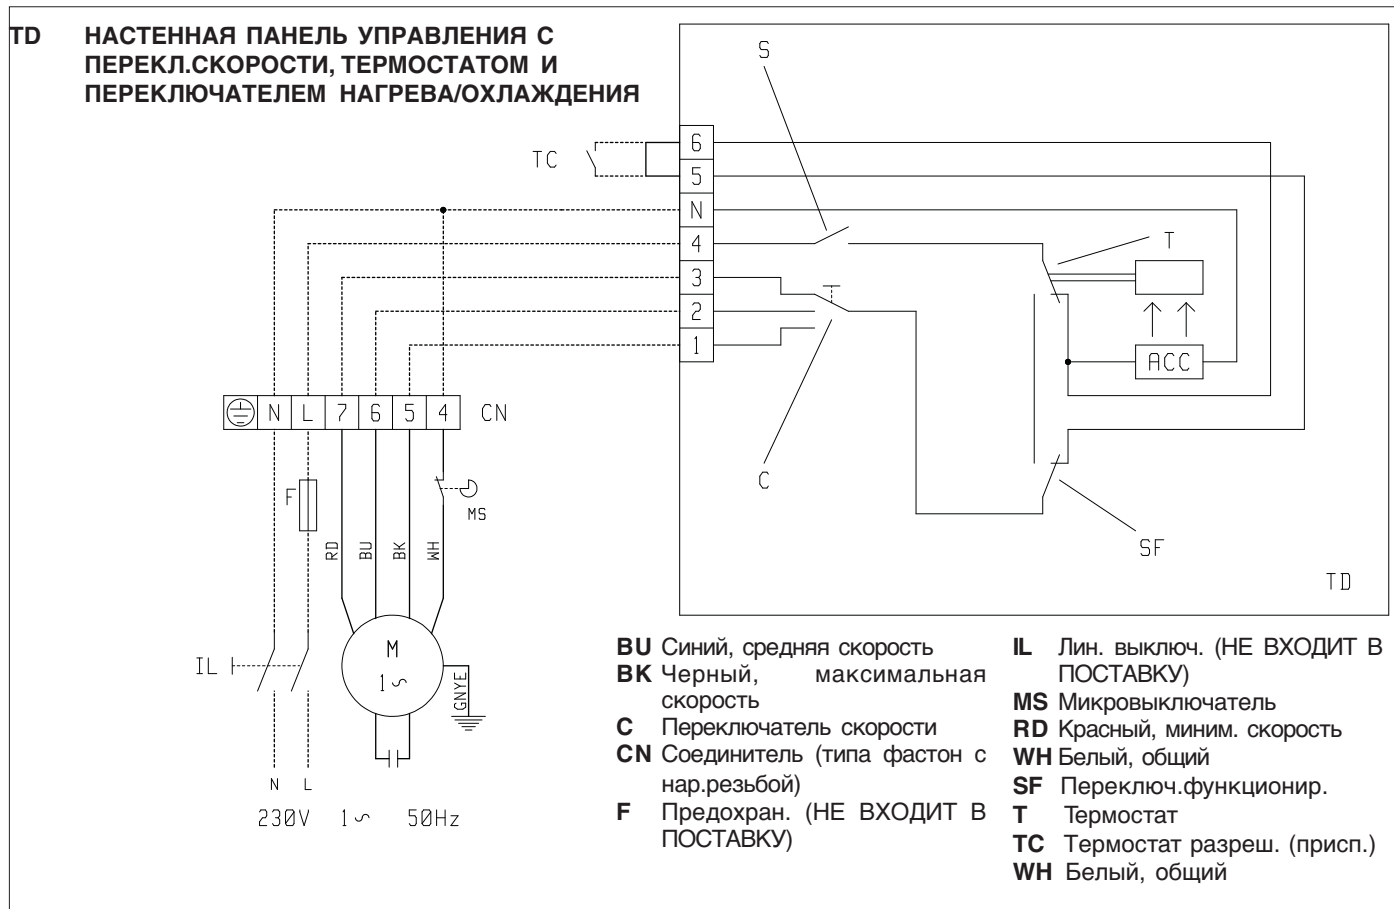 TD НАСТЕННАЯ ПАНЕЛЬ УПРАВЛЕНИЯ С
ПЕРЕКЛ.СКОРОСТИ, ТЕРМОСТАТОМ И
ПЕРЕКЛЮЧАТЕЛЕМ НАГРЕВА/ОХЛАЖДЕНИЯ
S
TC
6
5
N
4
3
2
1
T
ACC
C
SF
TD
N L 7 6 5 4 CN
F
MS
RD BU BK WH
IL
M
1∾
GNYE
N L
230V 1∾ 50Hz
BU Синий, средняя скорость
BK Черный, максимальная
скорость
C Переключатель скорости
CN Соединитель (типа фастон с
нар.резьбой)
F Предохран. (НЕ ВХОДИТ В
ПОСТАВКУ)
IL Лин. выключ. (НЕ ВХОДИТ В
ПОСТАВКУ)
MS Микровыключатель
RD Красный, миним. скорость
WH Белый, общий
SF Переключ.функционир.
T Термостат
TC Термостат разреш. (присп.)
WH Белый, общий